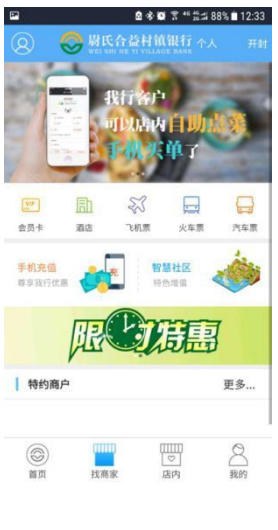 88% 12:33
尉氏合益村镇银行 个人 开封
WEI SHI HE YI VILLAGE BANK
我行客户
可以店内自助点菜
手机买单了
VIP
会员卡 酒店 飞机票 火车票 汽车票
手机充值
尊享我行优惠
充
智慧社区
特色增值
限时特惠
特约商户 更多...
首页 找商家 店内 我的